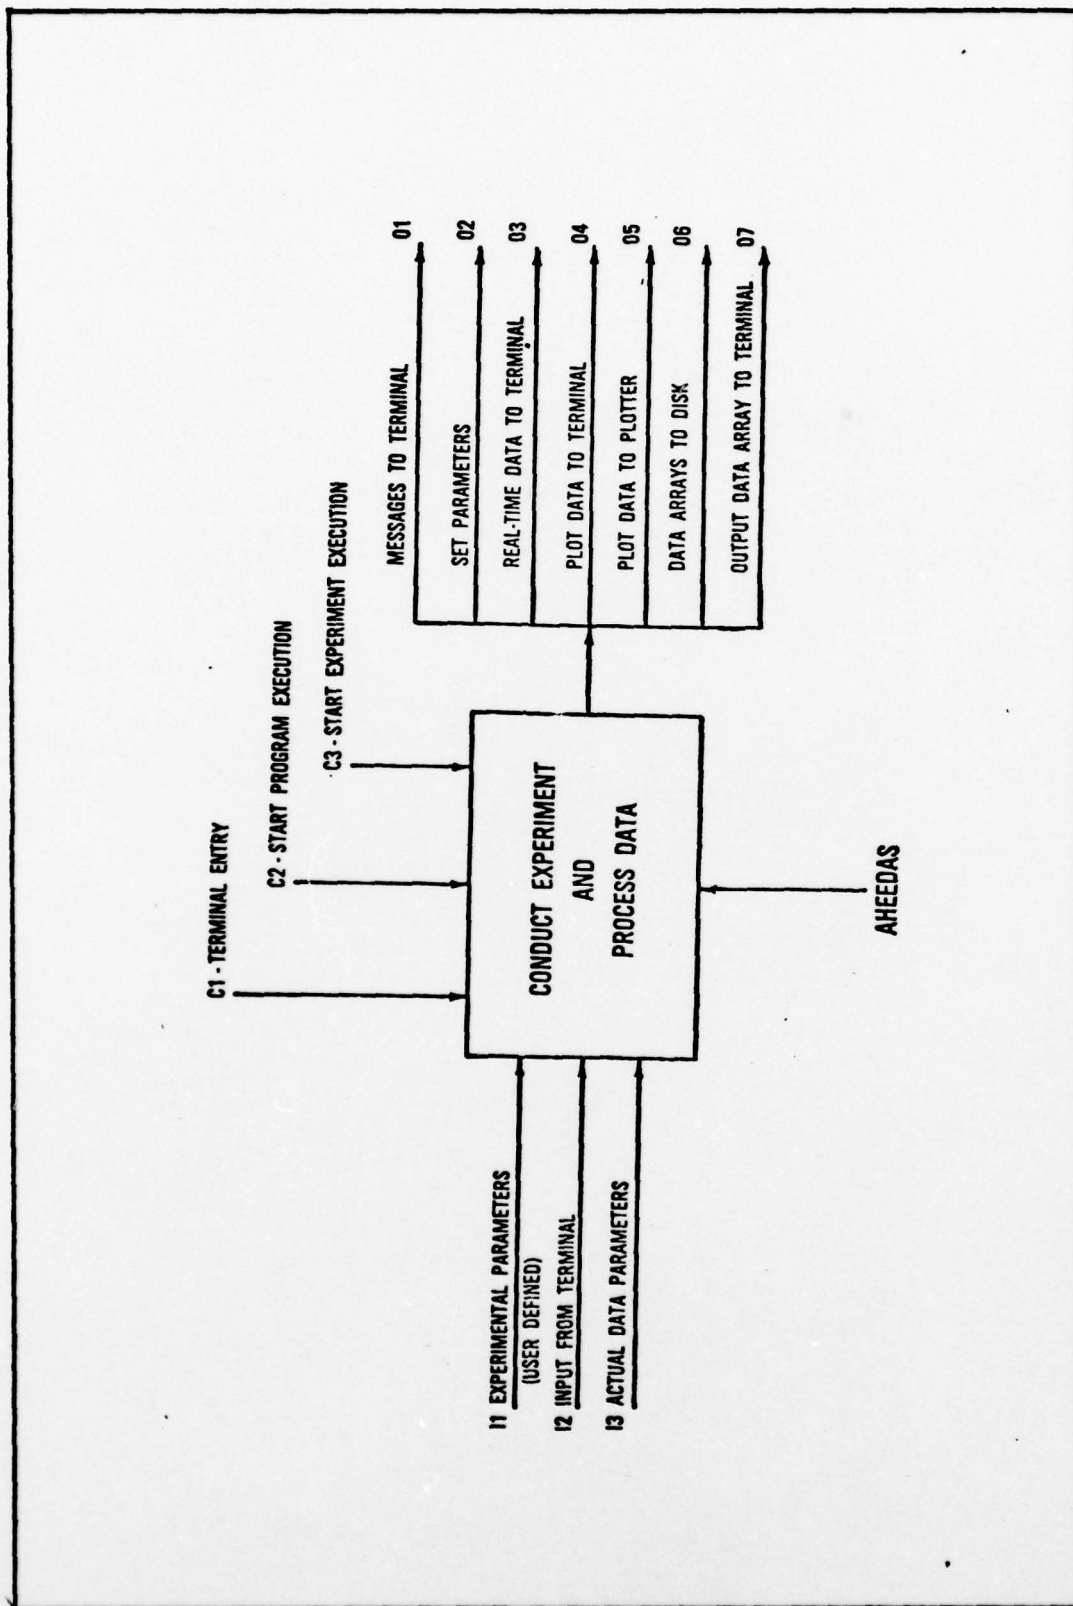 C1 - TERMINAL ENTRY
C2 - START PROGRAM EXECUTION
C3 - START EXPERIMENT EXECUTION
I1 EXPERIMENTAL PARAMETERS
(USER DEFINED)
I2 INPUT FROM TERMINAL
I3 ACTUAL DATA PARAMETERS
CONDUCT EXPERIMENT
AND
PROCESS DATA
AHEEDAS
MESSAGES TO TERMINAL O1
SET PARAMETERS O2
REAL-TIME DATA TO TERMINAL O3
PLOT DATA TO TERMINAL O4
PLOT DATA TO PLOTTER O5
DATA ARRAYS TO DISK O6
OUTPUT DATA ARRAY TO TERMINAL O7